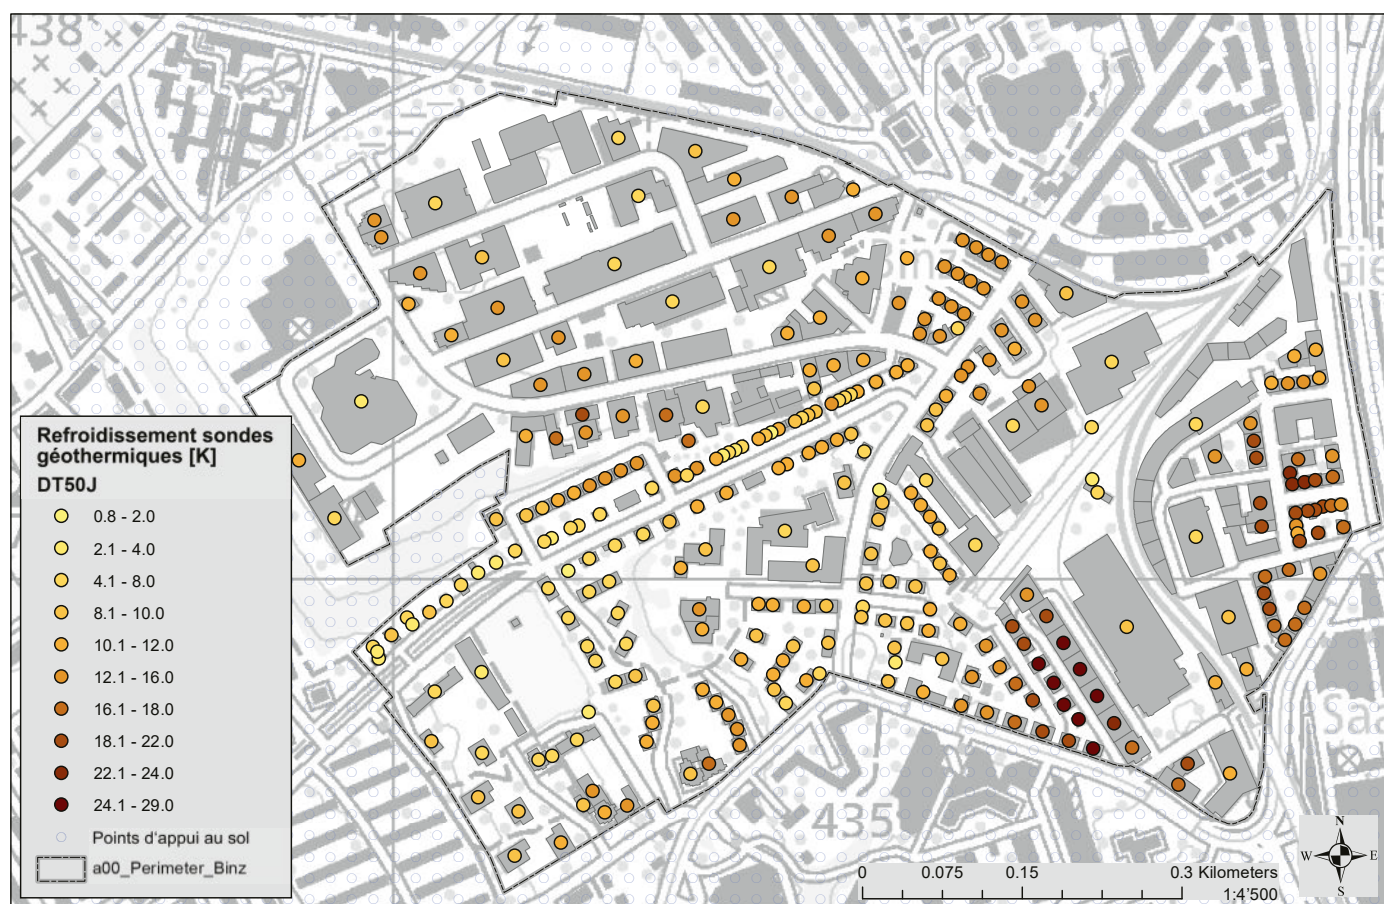 438
Refroidissement sondes
géothermiques [K]
DT50J
0.8 - 2.0
2.1 - 4.0
4.1 - 8.0
8.1 - 10.0
10.1 - 12.0
12.1 - 16.0
16.1 - 18.0
18.1 - 22.0
22.1 - 24.0
24.1 - 29.0
Points d'appui au sol
a00_Perimeter_Binz
435
0 0.075 0.15 0.3 Kilometers
1:4'500
N
W E
S